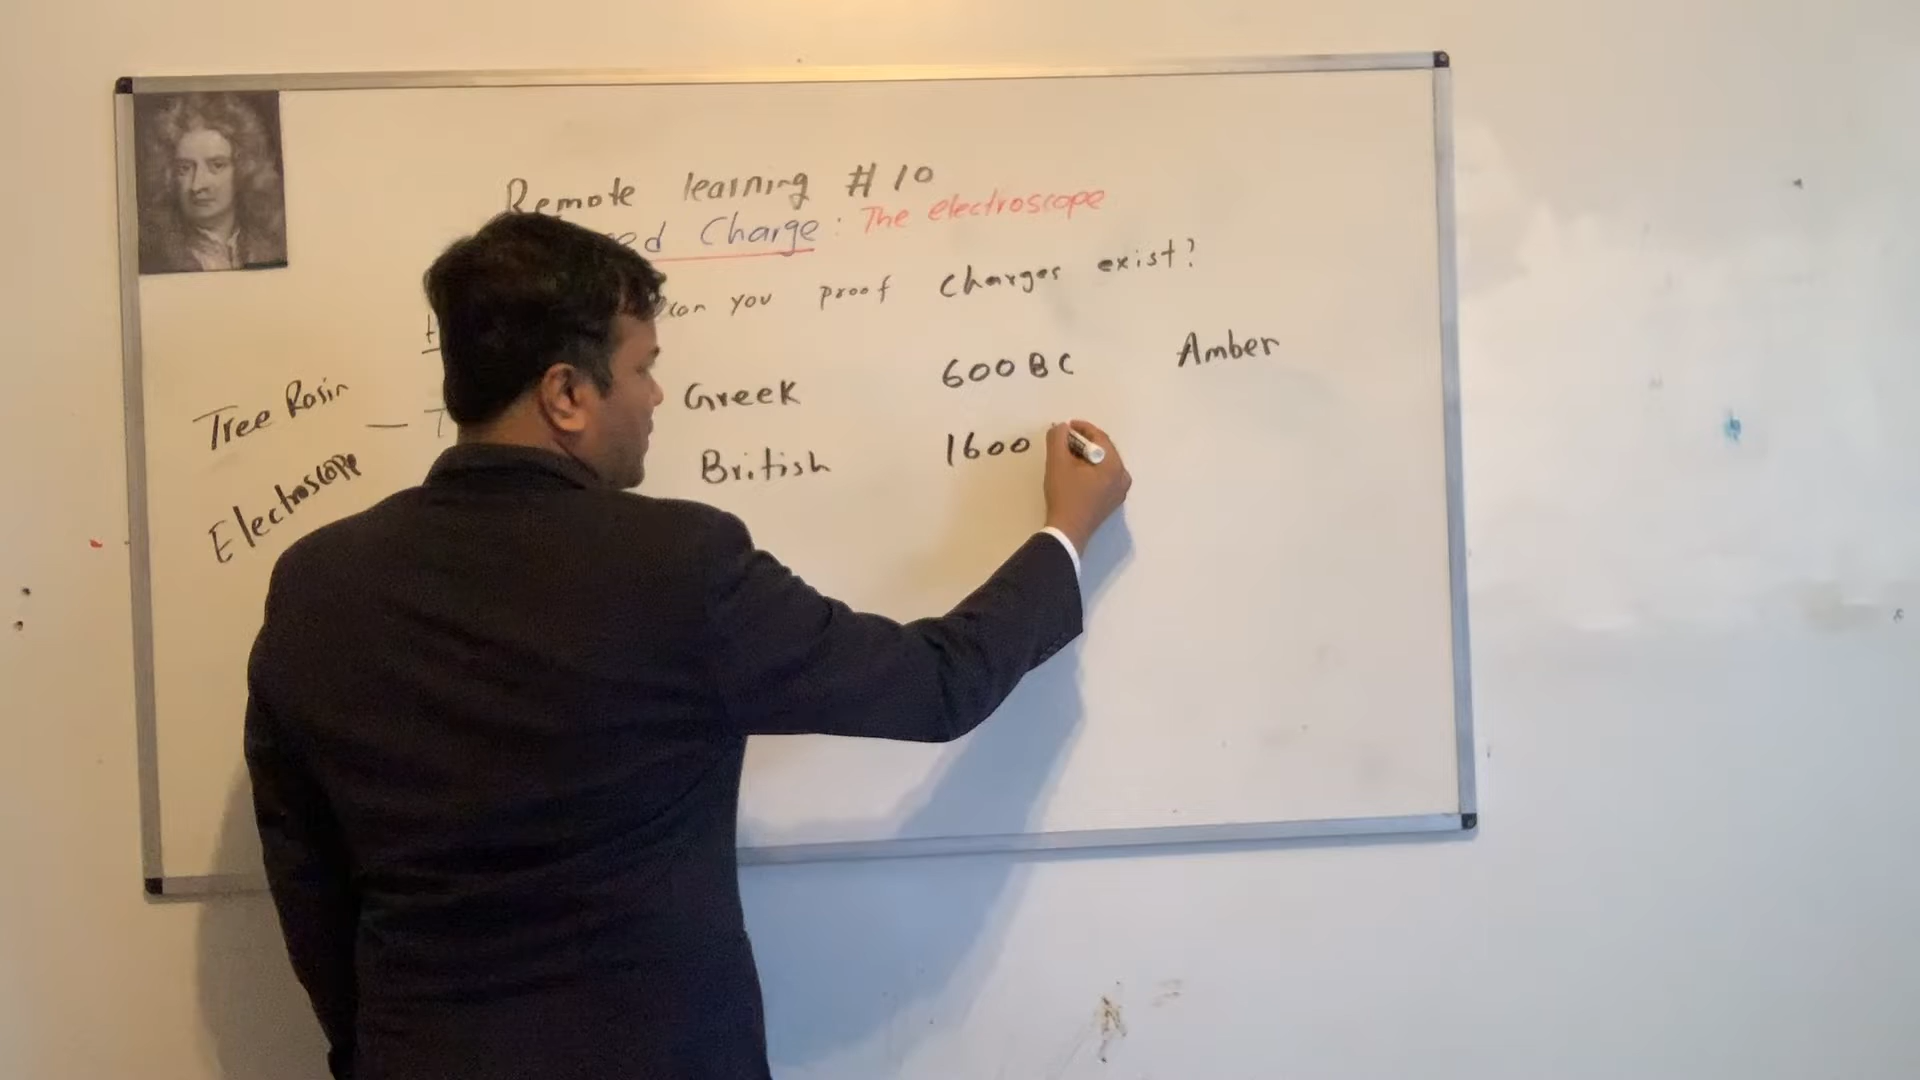 Remote learning #10
Charge: The electroscope
can you proof Charges exist?
Tree Rosin — Greek 600 BC Amber
Electroscope British 1600